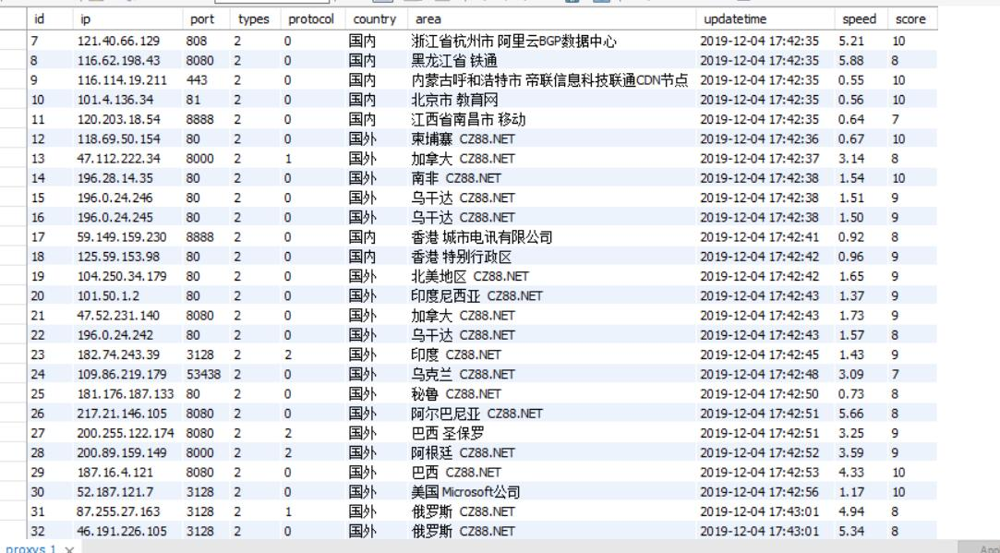 id ip port types protocol country area updatetime speed score
7 121.40.66.129 808 2 0 国内 浙江省杭州市 阿里云BGP数据中心 2019-12-04 17:42:35 5.21 10
8 116.62.198.43 8080 2 0 国内 黑龙江省 铁通 2019-12-04 17:42:35 5.88 8
9 116.114.19.211 443 2 0 国内 内蒙古呼和浩特市 帝联信息科技联通CDN节点 2019-12-04 17:42:35 0.55 10
10 101.4.136.34 81 2 0 国内 北京市 教育网 2019-12-04 17:42:35 0.56 10
11 120.203.18.54 8888 2 0 国内 江西省南昌市 移动 2019-12-04 17:42:35 0.64 7
12 118.69.50.154 80 2 0 国外 柬埔寨 CZ88.NET 2019-12-04 17:42:36 0.67 10
13 47.112.222.34 8000 2 1 国外 加拿大 CZ88.NET 2019-12-04 17:42:37 3.14 8
14 196.28.14.35 80 2 0 国外 南非 CZ88.NET 2019-12-04 17:42:38 1.54 10
15 196.0.24.246 80 2 0 国外 乌干达 CZ88.NET 2019-12-04 17:42:38 1.51 9
16 196.0.24.245 80 2 0 国外 乌干达 CZ88.NET 2019-12-04 17:42:38 1.50 9
17 59.149.159.230 8888 2 0 国内 香港 城市电讯有限公司 2019-12-04 17:42:41 0.92 8
18 125.59.153.98 80 2 0 国内 香港 特别行政区 2019-12-04 17:42:42 0.96 9
19 104.250.34.179 80 2 0 国外 北美地区 CZ88.NET 2019-12-04 17:42:42 1.65 9
20 101.50.1.2 80 2 0 国外 印度尼西亚 CZ88.NET 2019-12-04 17:42:43 1.37 9
21 47.52.231.140 8080 2 0 国外 加拿大 CZ88.NET 2019-12-04 17:42:43 1.73 9
22 196.0.24.242 80 2 0 国外 乌干达 CZ88.NET 2019-12-04 17:42:43 1.57 8
23 182.74.243.39 3128 2 2 国外 印度 CZ88.NET 2019-12-04 17:42:45 1.43 9
24 109.86.219.179 53438 2 0 国外 乌克兰 CZ88.NET 2019-12-04 17:42:48 3.09 7
25 181.176.187.133 80 2 0 国外 秘鲁 CZ88.NET 2019-12-04 17:42:50 0.73 8
26 217.21.146.105 8080 2 0 国外 阿尔巴尼亚 CZ88.NET 2019-12-04 17:42:51 5.66 8
27 200.255.122.174 8080 2 2 国外 巴西 圣保罗 2019-12-04 17:42:51 3.25 9
28 200.89.159.149 8000 2 2 国外 阿根廷 CZ88.NET 2019-12-04 17:42:52 3.59 9
29 187.16.4.121 8080 2 0 国外 巴西 CZ88.NET 2019-12-04 17:42:53 4.33 10
30 52.187.121.7 3128 2 0 国外 美国 Microsoft公司 2019-12-04 17:42:56 1.17 10
31 87.255.27.163 3128 2 1 国外 俄罗斯 CZ88.NET 2019-12-04 17:43:01 4.94 8
32 46.191.226.105 3128 2 0 国外 俄罗斯 CZ88.NET 2019-12-04 17:43:01 5.34 8
proxys 1